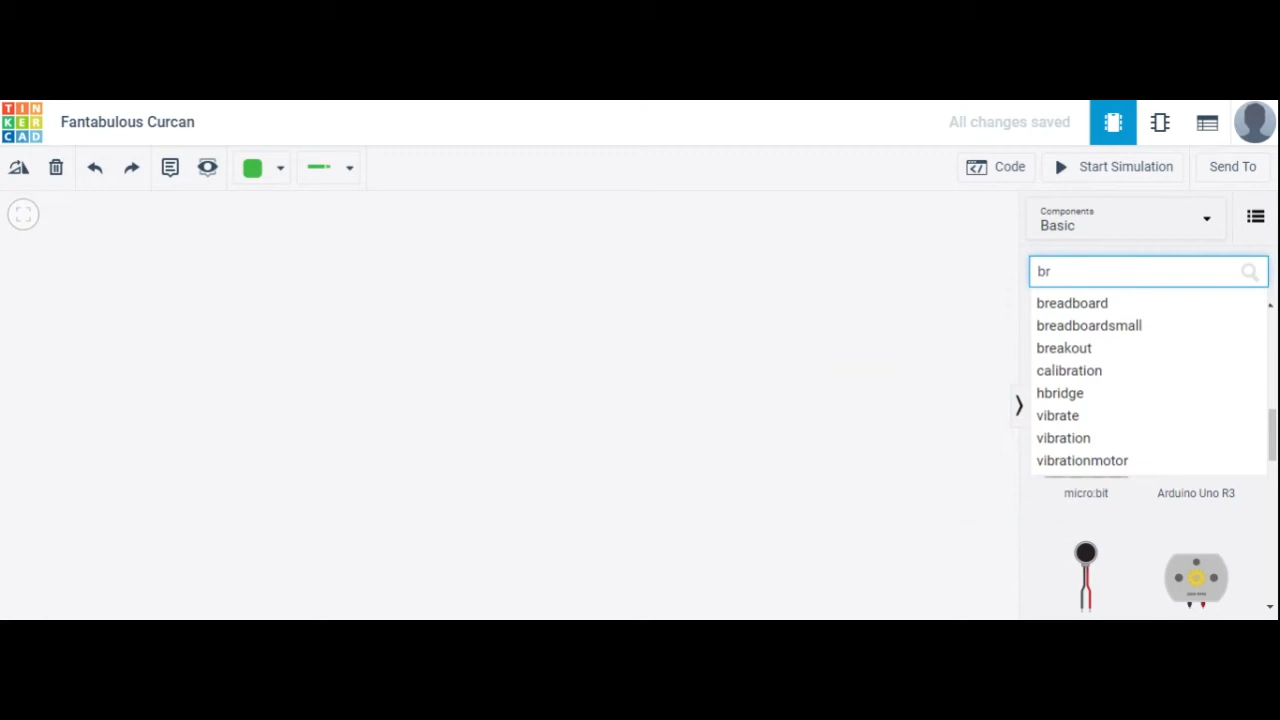 TIN
KER
CAD
Fantabulous Curcan
All changes saved
Code
Start Simulation
Send To
Components
Basic
br
breadboard
breadboardsmall
breakout
calibration
hbridge
vibrate
vibration
vibrationmotor
micro:bit
Arduino Uno R3